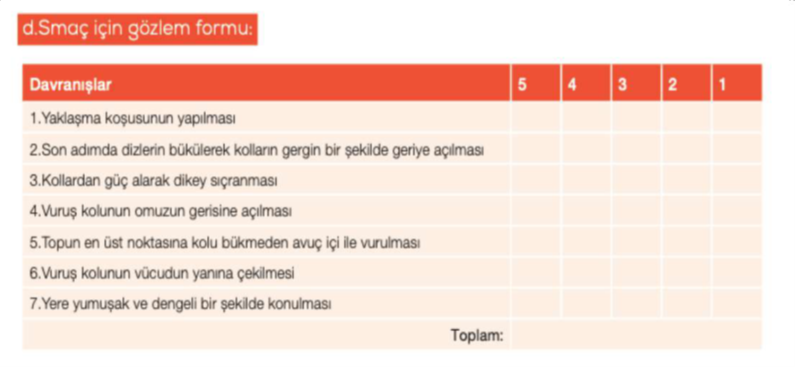 d.Smaç için gözlem formu:
Davranışlar 5 4 3 2 1
1.Yaklaşma koşusunun yapılması
2.Son adımda dizlerin bükülerek kolların gergin bir şekilde geriye açılması
3.Kollardan güç alarak dikey sıçranması
4.Vuruş kolunun omuzun gerisine açılması
5.Topun en üst noktasına kolu bükmeden avuç içi ile vurulması
6.Vuruş kolunun vücudun yanına çekilmesi
7.Yere yumuşak ve dengeli bir şekilde konulması
Toplam: